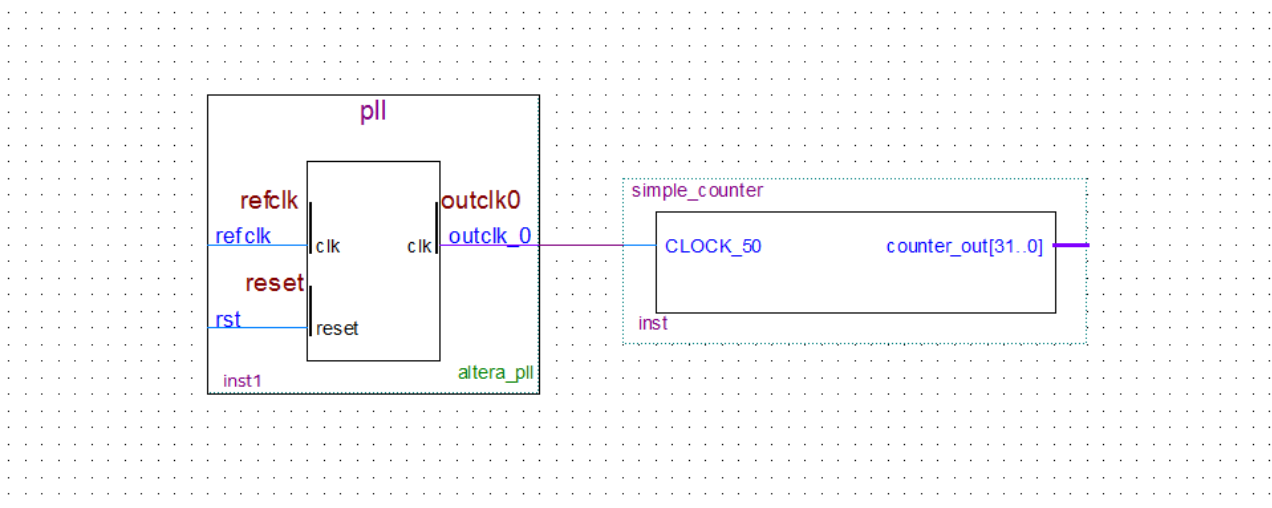 pll
refclk
outclk0
refclk
clk
clk
outclk_0
reset
rst
reset
inst1
altera_pll
simple_counter
CLOCK_50
counter_out[31..0]
inst